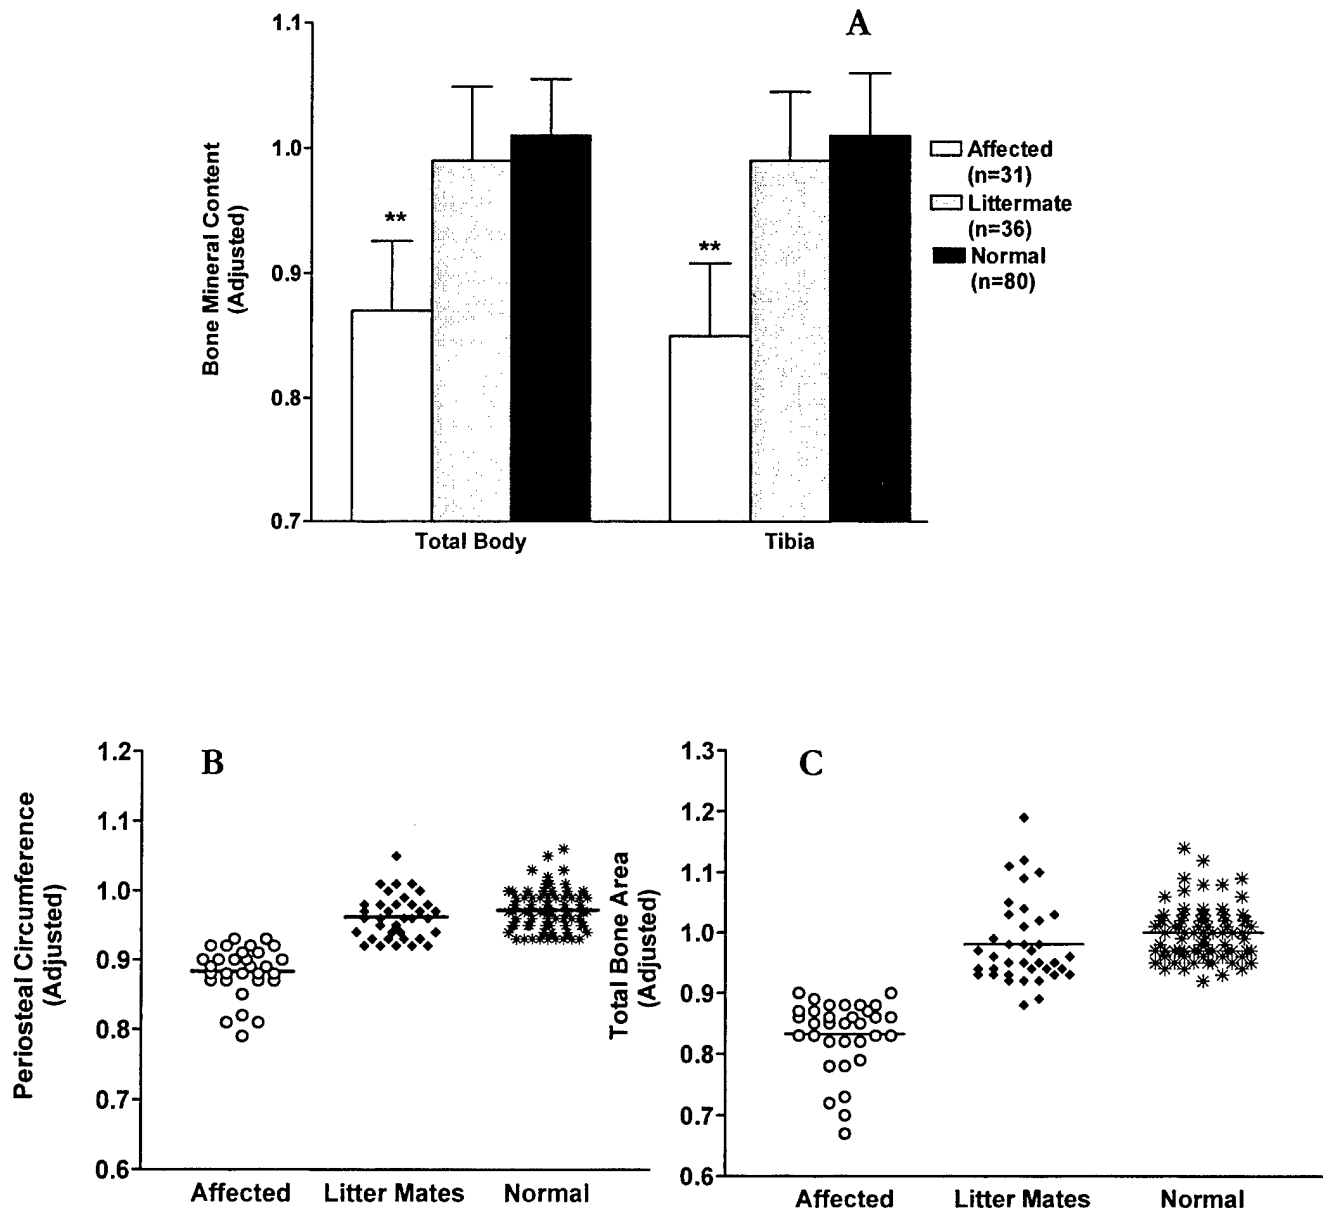 A
1.1
1.0
0.9
0.8
0.7
Bone Mineral Content
(Adjusted)
**
**
Total Body
Tibia
Affected
(n=31)
Littermate
(n=36)
Normal
(n=80)
B
1.2
1.1
1.0
0.9
0.8
0.7
0.6
Periosteal Circumference
(Adjusted)
Affected
Litter Mates
Normal
C
1.3
1.2
1.1
1.0
0.9
0.8
0.7
0.6
Total Bone Area
(Adjusted)
Affected
Litter Mates
Normal